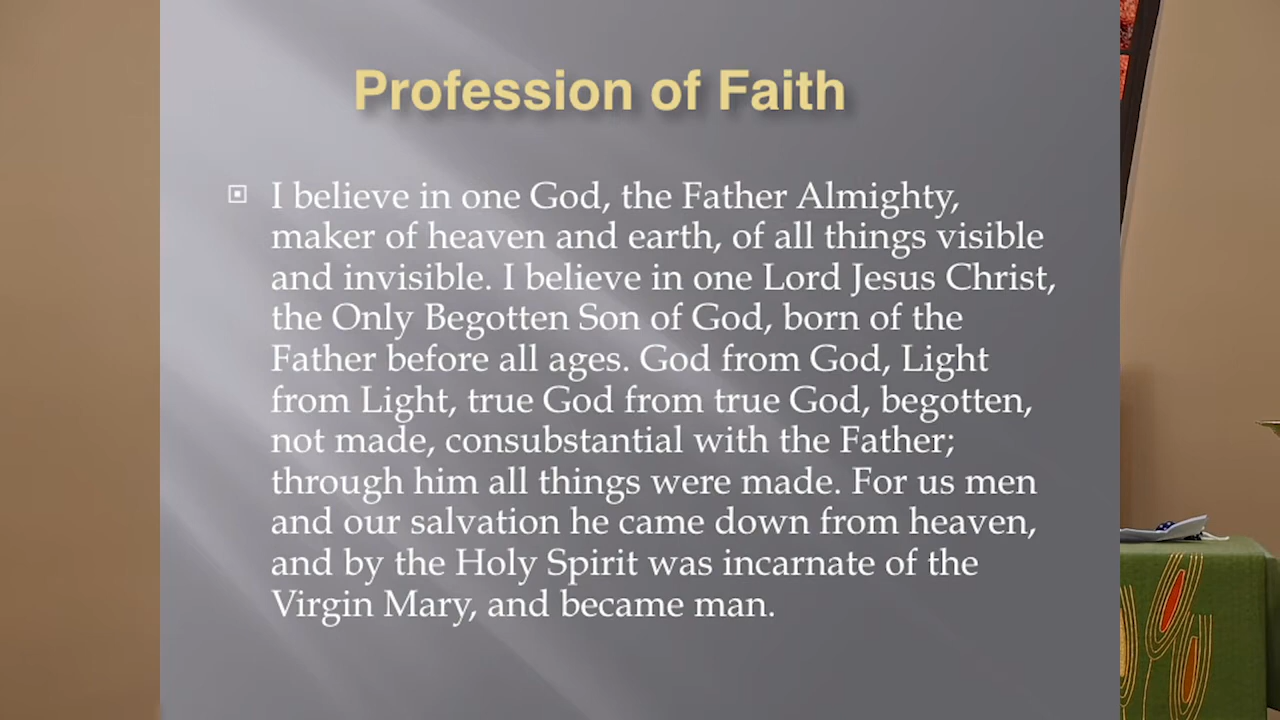 Profession of Faith
I believe in one God, the Father Almighty,
maker of heaven and earth, of all things visible
and invisible. I believe in one Lord Jesus Christ,
the Only Begotten Son of God, born of the
Father before all ages. God from God, Light
from Light, true God from true God, begotten,
not made, consubstantial with the Father;
through him all things were made. For us men
and our salvation he came down from heaven,
and by the Holy Spirit was incarnate of the
Virgin Mary, and became man.